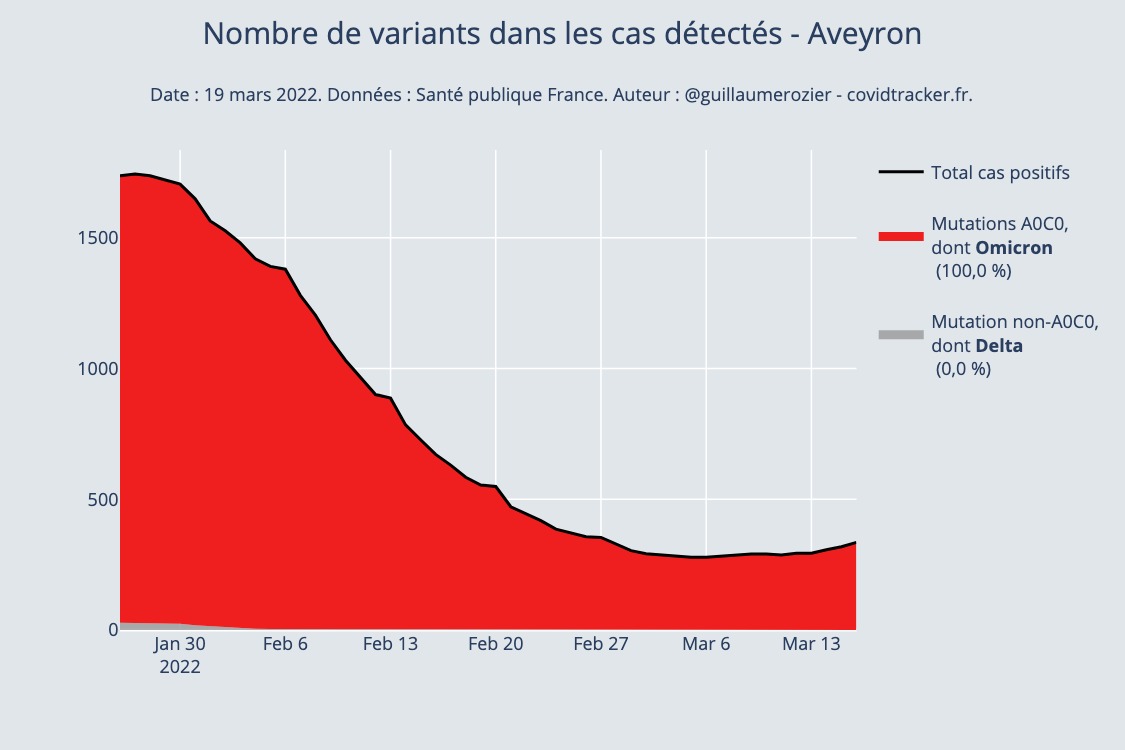 Nombre de variants dans les cas détectés - Aveyron
Date : 19 mars 2022. Données : Santé publique France. Auteur : @guillaumerozier - covidtracker.fr.
Total cas positifs
Mutations A0C0,
dont Omicron
(100,0 %)
Mutation non-A0C0,
dont Delta
(0,0 %)
1500
1000
500
0
Jan 30
2022
Feb 6
Feb 13
Feb 20
Feb 27
Mar 6
Mar 13